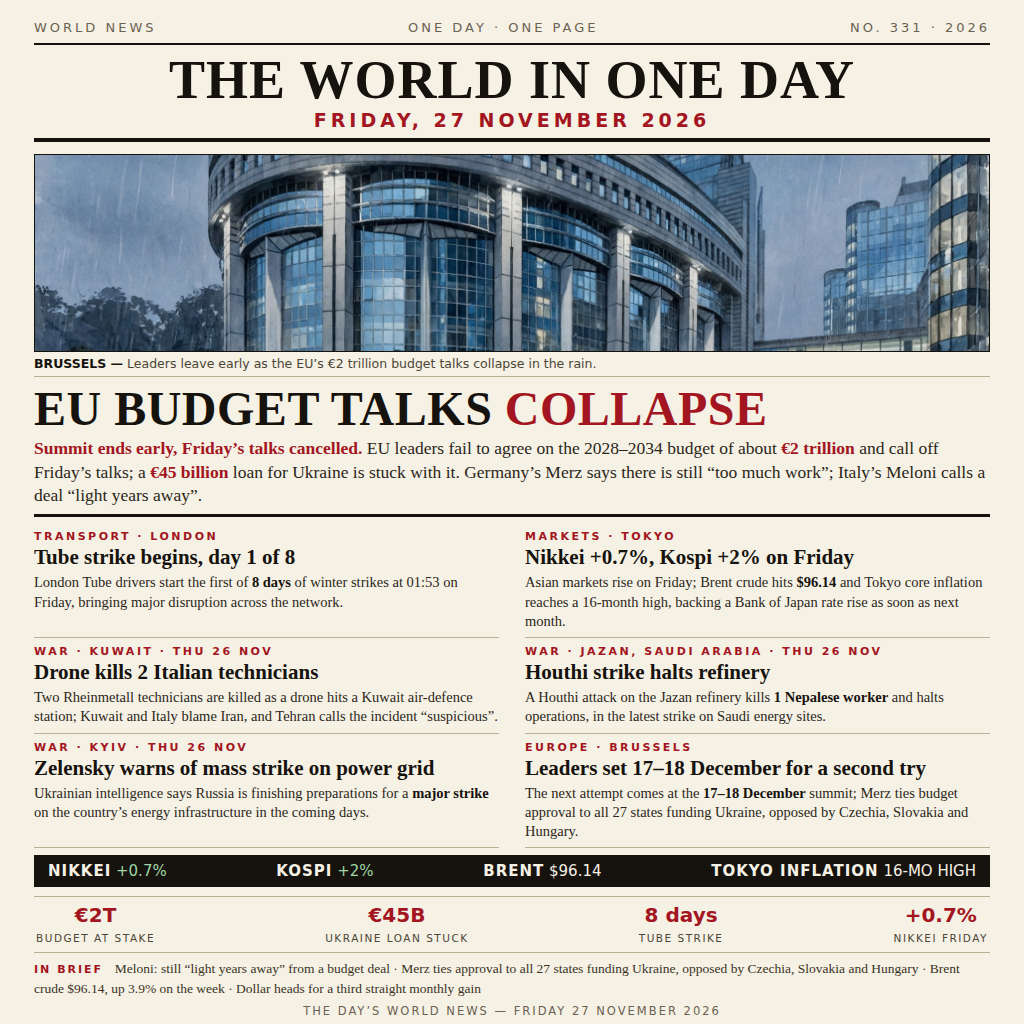 WORLD NEWS
ONE DAY · ONE PAGE
NO. 331 · 2026
THE WORLD IN ONE DAY
FRIDAY, 27 NOVEMBER 2026
BRUSSELS — Leaders leave early as the EU’s €2 trillion budget talks collapse in the rain.
EU BUDGET TALKS COLLAPSE
Summit ends early, Friday’s talks cancelled. EU leaders fail to agree on the 2028–2034 budget of about €2 trillion and call off
Friday’s talks; a €45 billion loan for Ukraine is stuck with it. Germany’s Merz says there is still “too much work”; Italy’s Meloni calls a
deal “light years away”.
TRANSPORT · LONDON
Tube strike begins, day 1 of 8
London Tube drivers start the first of 8 days of winter strikes at 01:53 on
Friday, bringing major disruption across the network.
MARKETS · TOKYO
Nikkei +0.7%, Kospi +2% on Friday
Asian markets rise on Friday; Brent crude hits $96.14 and Tokyo core inflation
reaches a 16-month high, backing a Bank of Japan rate rise as soon as next
month.
WAR · KUWAIT · THU 26 NOV
Drone kills 2 Italian technicians
Two Rheinmetall technicians are killed as a drone hits a Kuwait air-defence
station; Kuwait and Italy blame Iran, and Tehran calls the incident “suspicious”.
WAR · JAZAN, SAUDI ARABIA · THU 26 NOV
Houthi strike halts refinery
A Houthi attack on the Jazan refinery kills 1 Nepalese worker and halts
operations, in the latest strike on Saudi energy sites.
WAR · KYIV · THU 26 NOV
Zelensky warns of mass strike on power grid
Ukrainian intelligence says Russia is finishing preparations for a major strike
on the country’s energy infrastructure in the coming days.
EUROPE · BRUSSELS
Leaders set 17–18 December for a second try
The next attempt comes at the 17–18 December summit; Merz ties budget
approval to all 27 states funding Ukraine, opposed by Czechia, Slovakia and
Hungary.
NIKKEI +0.7%
KOSPI +2%
BRENT $96.14
TOKYO INFLATION 16-MO HIGH
€2T
BUDGET AT STAKE
€45B
UKRAINE LOAN STUCK
8 days
TUBE STRIKE
+0.7%
NIKKEI FRIDAY
IN BRIEF Meloni: still “light years away” from a budget deal · Merz ties approval to all 27 states funding Ukraine, opposed by Czechia, Slovakia and Hungary · Brent
crude $96.14, up 3.9% on the week · Dollar heads for a third straight monthly gain
THE DAY’S WORLD NEWS — FRIDAY 27 NOVEMBER 2026